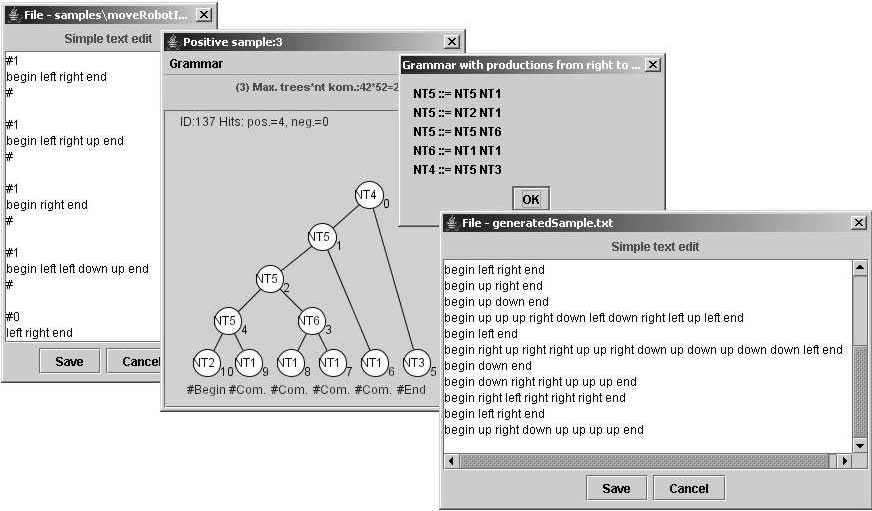 File - samples\moveRobotI...
Simple text edit
#1
begin left right end
#
#1
begin left right up end
#
#1
begin right end
#
#1
begin left left down up end
#
#0
left right end
Save
Cancel
Positive sample:3
Grammar
(3) Max. trees*nt kom.:42*52=2
ID:137 Hits: pos.=4, neg.=0
NT4 0
NT5 1
NT5 2
NT5 4 NT6 3
NT2 10 NT1 9 NT1 8 NT1 7 NT1 6 NT3 5
#Begin #Com. #Com. #Com. #Com. #End
Grammar with productions from right to ...
NT5 ::= NT5 NT1
NT5 ::= NT2 NT1
NT5 ::= NT5 NT6
NT6 ::= NT1 NT1
NT4 ::= NT5 NT3
OK
File - generatedSample.txt
Simple text edit
begin left right end
begin up right end
begin up down end
begin up up up right down left down right left up left end
begin left end
begin right up right right up up right down up down up down down left end
begin down end
begin down right right up up up end
begin right left right right right end
begin left right end
begin up right down up up up up end
Save Cancel